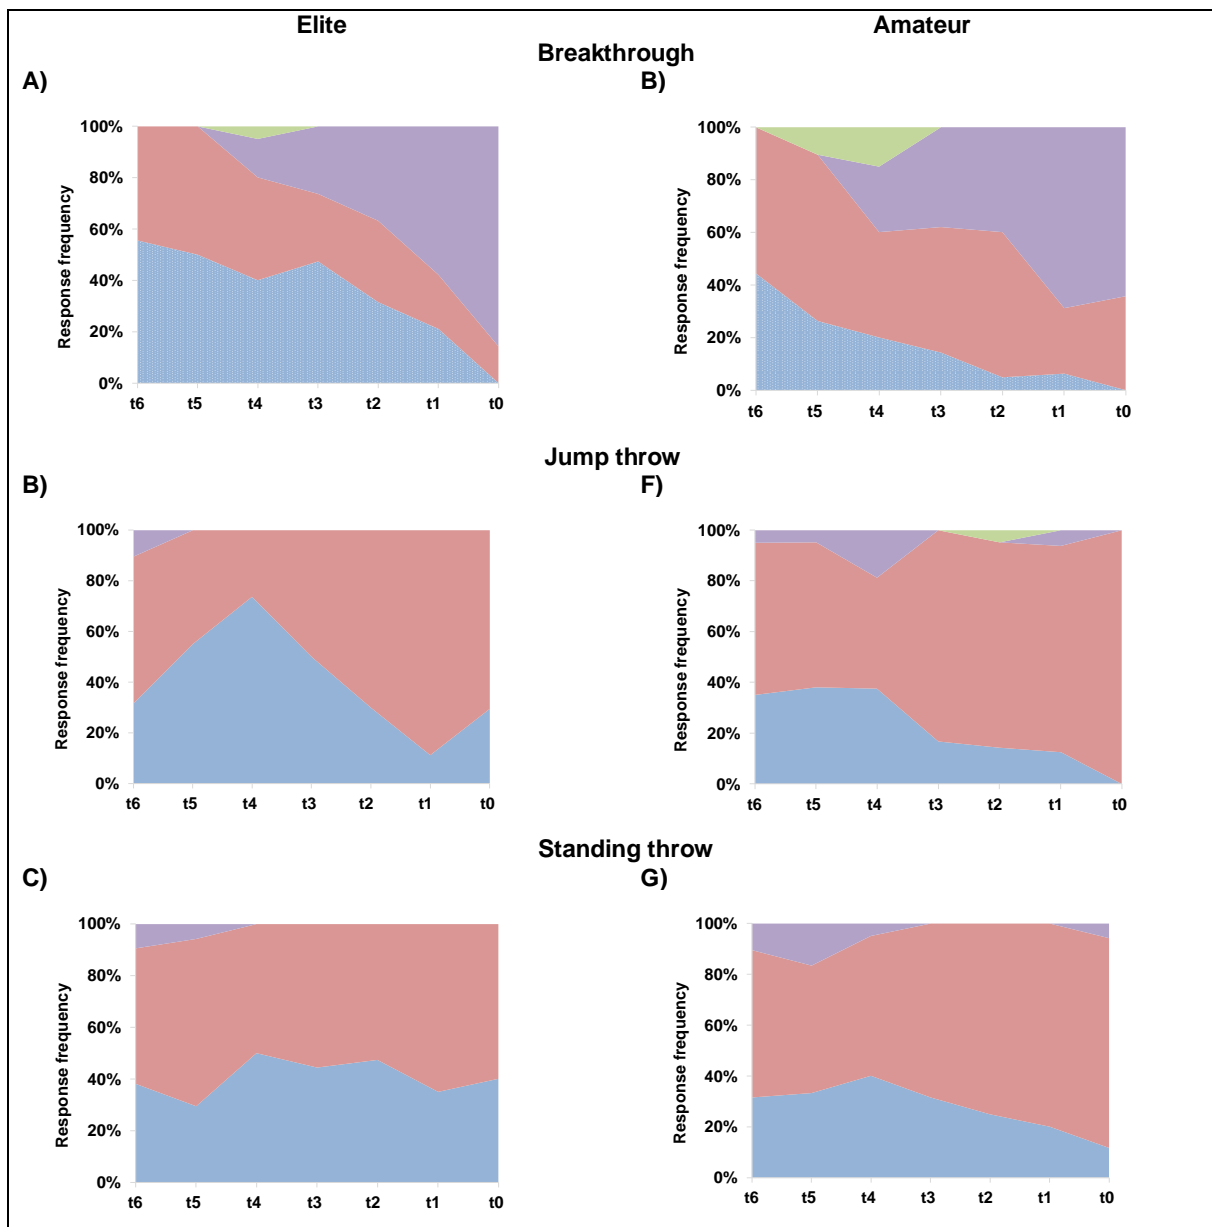 Elite Amateur
Breakthrough
A) B)
100%
80%
60%
40%
20%
0%
Response frequency
t6 t5 t4 t3 t2 t1 t0
100%
80%
60%
40%
20%
0%
Response frequency
t6 t5 t4 t3 t2 t1 t0
Jump throw
B) F)
100%
80%
60%
40%
20%
0%
Response frequency
t6 t5 t4 t3 t2 t1 t0
100%
80%
60%
40%
20%
0%
Response frequency
t6 t5 t4 t3 t2 t1 t0
Standing throw
C) G)
100%
80%
60%
40%
20%
0%
Response frequency
t6 t5 t4 t3 t2 t1 t0
100%
80%
60%
40%
20%
0%
Response frequency
t6 t5 t4 t3 t2 t1 t0